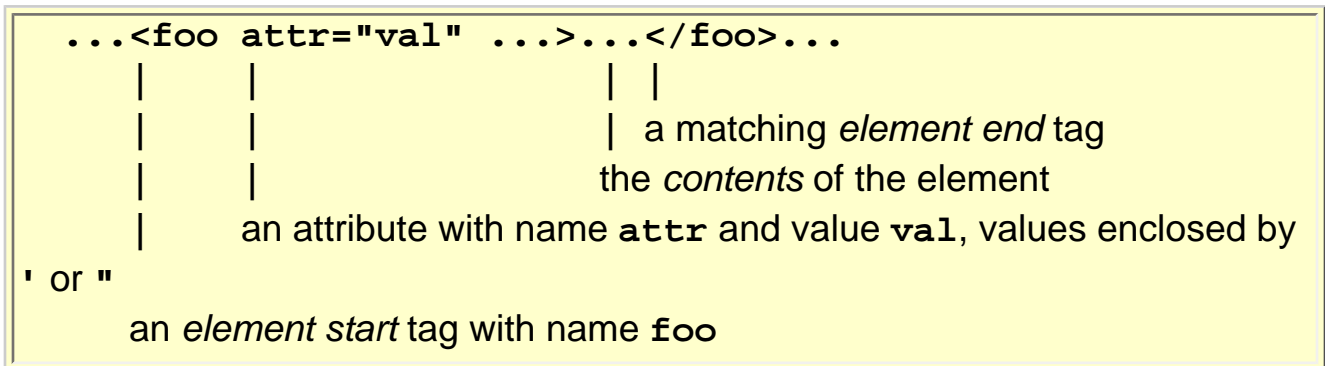 ...<foo attr="val" ...>...</foo>...
| | | |
| | | a matching element end tag
| | the contents of the element
| an attribute with name attr and value val, values enclosed by
' or "
an element start tag with name foo